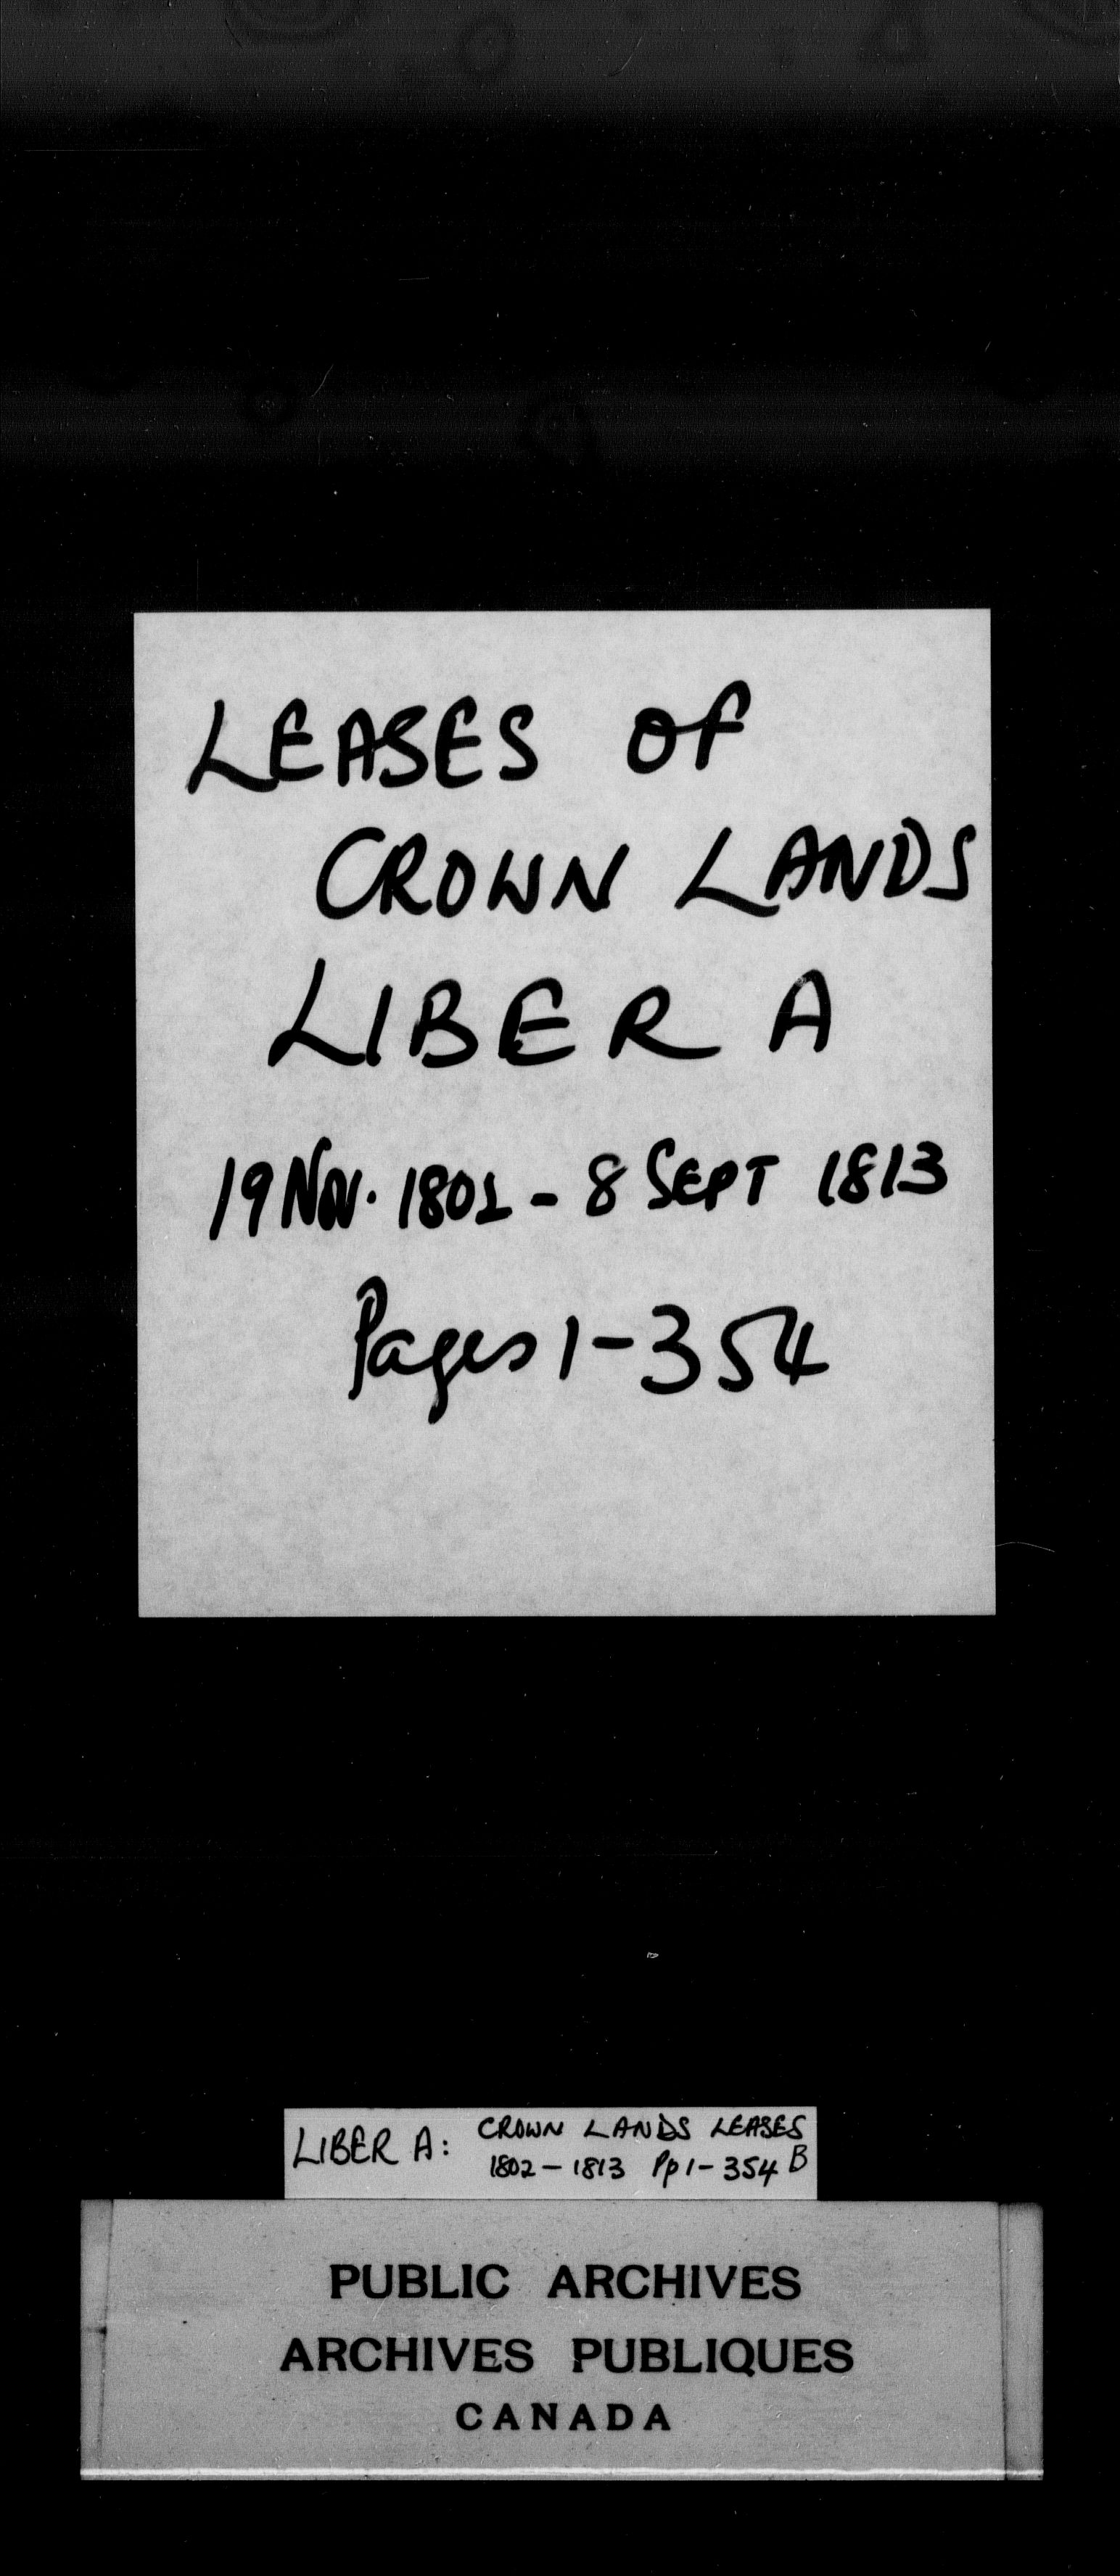 LEASES OF
CROWN LANDS
LIBER A
19 Nov. 1802 - 8 SEPT 1813
Pages 1-354
LIBER A: CROWN LANDS LEASES
1802 - 1813 Pp 1 - 354 B
PUBLIC ARCHIVES
ARCHIVES PUBLIQUES
CANADA